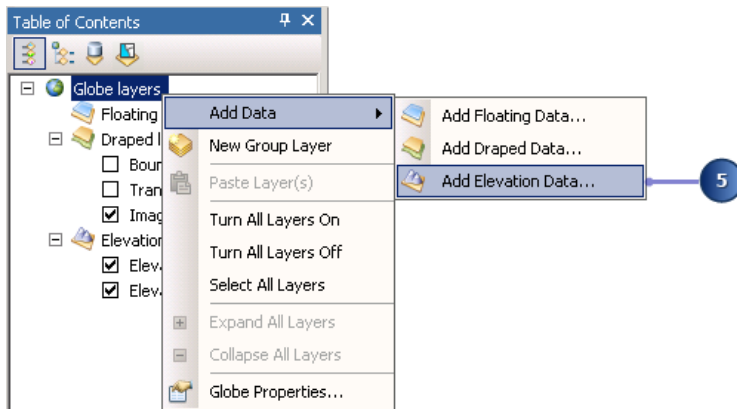 Table of Contents
Globe layers
Floating
Draped l
Boun
Tran
Imag
Elevation
Elev
Elev
Add Data
New Group Layer
Paste Layer(s)
Turn All Layers On
Turn All Layers Off
Select All Layers
Expand All Layers
Collapse All Layers
Globe Properties...
Add Floating Data...
Add Draped Data...
Add Elevation Data...
5